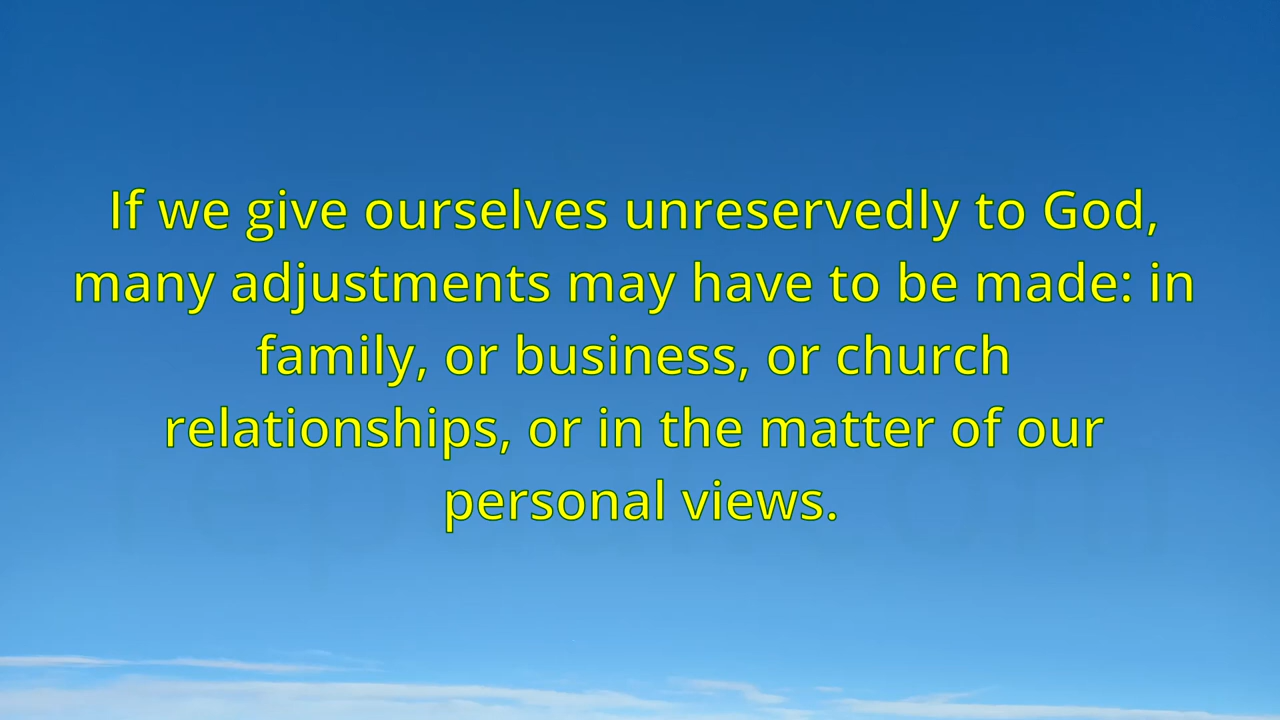 If we give ourselves unreservedly to God,
many adjustments may have to be made: in
family, or business, or church
relationships, or in the matter of our
personal views.